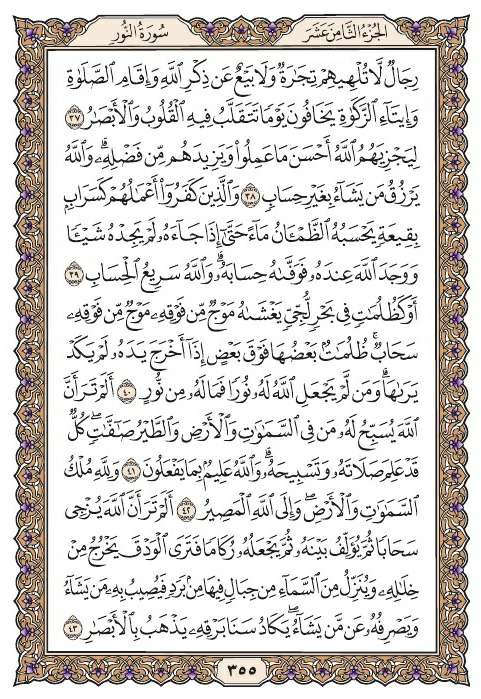 الجزء الثامن عشر
سورة النور
رِجَالٌ لَّا تُلْهِيهِمْ تِجَٰرَةٌ وَلَا بَيْعٌ عَن ذِكْرِ ٱللَّهِ وَإِقَامِ ٱلصَّلَوٰةِ
وَإِيتَآءِ ٱلزَّكَوٰةِ يَخَافُونَ يَوْمًا تَتَقَلَّبُ فِيهِ ٱلْقُلُوبُ وَٱلْأَبْصَٰرُ ٣٧
لِيَجْزِيَهُمُ ٱللَّهُ أَحْسَنَ مَا عَمِلُوا۟ وَيَزِيدَهُم مِّن فَضْلِهِۦ ۗ وَٱللَّهُ
يَرْزُقُ مَن يَشَآءُ بِغَيْرِ حِسَابٍ ٣٨ وَٱلَّذِينَ كَفَرُوٓا۟ أَعْمَٰلُهُمْ كَسَرَابٍۭ
بِقِيعَةٍ يَحْسَبُهُ ٱلظَّمْـَٔانُ مَآءً حَتَّىٰٓ إِذَا جَآءَهُۥ لَمْ يَجِدْهُ شَيْـًٔا
وَوَجَدَ ٱللَّهَ عِندَهُۥ فَوَفَّىٰهُ حِسَابَهُۥ ۗ وَٱللَّهُ سَرِيعُ ٱلْحِسَابِ ٣٩
أَوْ كَظُلُمَٰتٍ فِى بَحْرٍ لُّجِّىٍّ يَغْشَىٰهُ مَوْجٌ مِّن فَوْقِهِۦ مَوْجٌ مِّن فَوْقِهِۦ
سَحَابٌ ۚ ظُلُمَٰتٌۢ بَعْضُهَا فَوْقَ بَعْضٍ إِذَآ أَخْرَجَ يَدَهُۥ لَمْ يَكَدْ
يَرَىٰهَا ۗ وَمَن لَّمْ يَجْعَلِ ٱللَّهُ لَهُۥ نُورًا فَمَا لَهُۥ مِن نُّورٍ ٤٠ أَلَمْ تَرَ أَنَّ
ٱللَّهَ يُسَبِّحُ لَهُۥ مَن فِى ٱلسَّمَٰوَٰتِ وَٱلْأَرْضِ وَٱلطَّيْرُ صَٰٓفَّٰتٍ ۖ كُلٌّ
قَدْ عَلِمَ صَلَاتَهُۥ وَتَسْبِيحَهُۥ ۗ وَٱللَّهُ عَلِيمٌۢ بِمَا يَفْعَلُونَ ٤١ وَلِلَّهِ مُلْكُ
ٱلسَّمَٰوَٰتِ وَٱلْأَرْضِ ۖ وَإِلَى ٱللَّهِ ٱلْمَصِيرُ ٤٢ أَلَمْ تَرَ أَنَّ ٱللَّهَ يُزْجِى
سَحَابًا ثُمَّ يُؤَلِّفُ بَيْنَهُۥ ثُمَّ يَجْعَلُهُۥ رُكَامًا فَتَرَى ٱلْوَدْقَ يَخْرُجُ مِنْ
خِلَٰلِهِۦ وَيُنَزِّلُ مِنَ ٱلسَّمَآءِ مِن جِبَالٍ فِيهَا مِنۢ بَرَدٍ فَيُصِيبُ بِهِۦ مَن يَشَآءُ
وَيَصْرِفُهُۥ عَن مَّن يَشَآءُ ۖ يَكَادُ سَنَا بَرْقِهِۦ يَذْهَبُ بِٱلْأَبْصَٰرِ ٤٣
٣٥٥